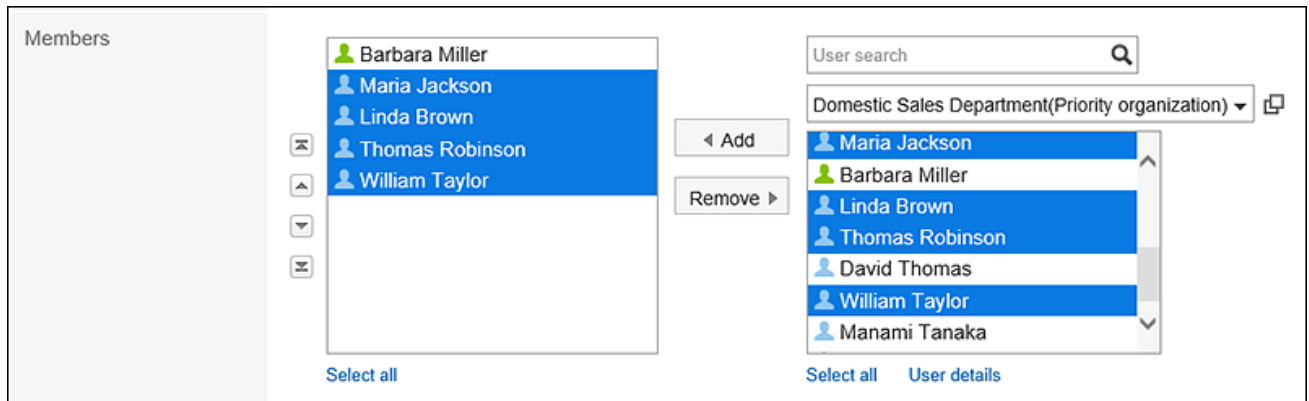 Members
Barbara Miller
Maria Jackson
Linda Brown
Thomas Robinson
William Taylor
Select all
Add
Remove
User search
Domestic Sales Department(Priority organization)
Maria Jackson
Barbara Miller
Linda Brown
Thomas Robinson
David Thomas
William Taylor
Manami Tanaka
Select all User details